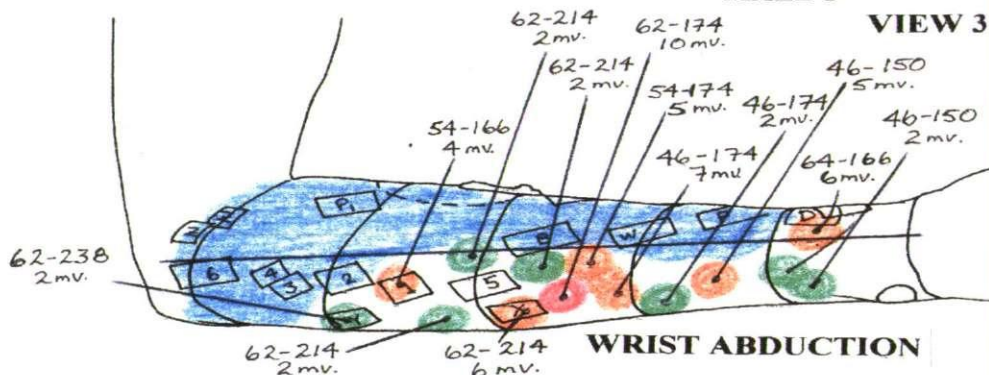 VIEW 3
62-214
2mv.
62-174
10mv.
62-214
2mv.
46-150
5mv.
54-174
5mv.
46-174
2mv.
46-150
2mv.
54-166
4mv.
46-174
7mv
64-166
6mv.
P1
B
W
D
6
4
3
2
1
5
X
62-238
2mv.
62-214
2mv.
62-214
6mv.
WRIST ABDUCTION